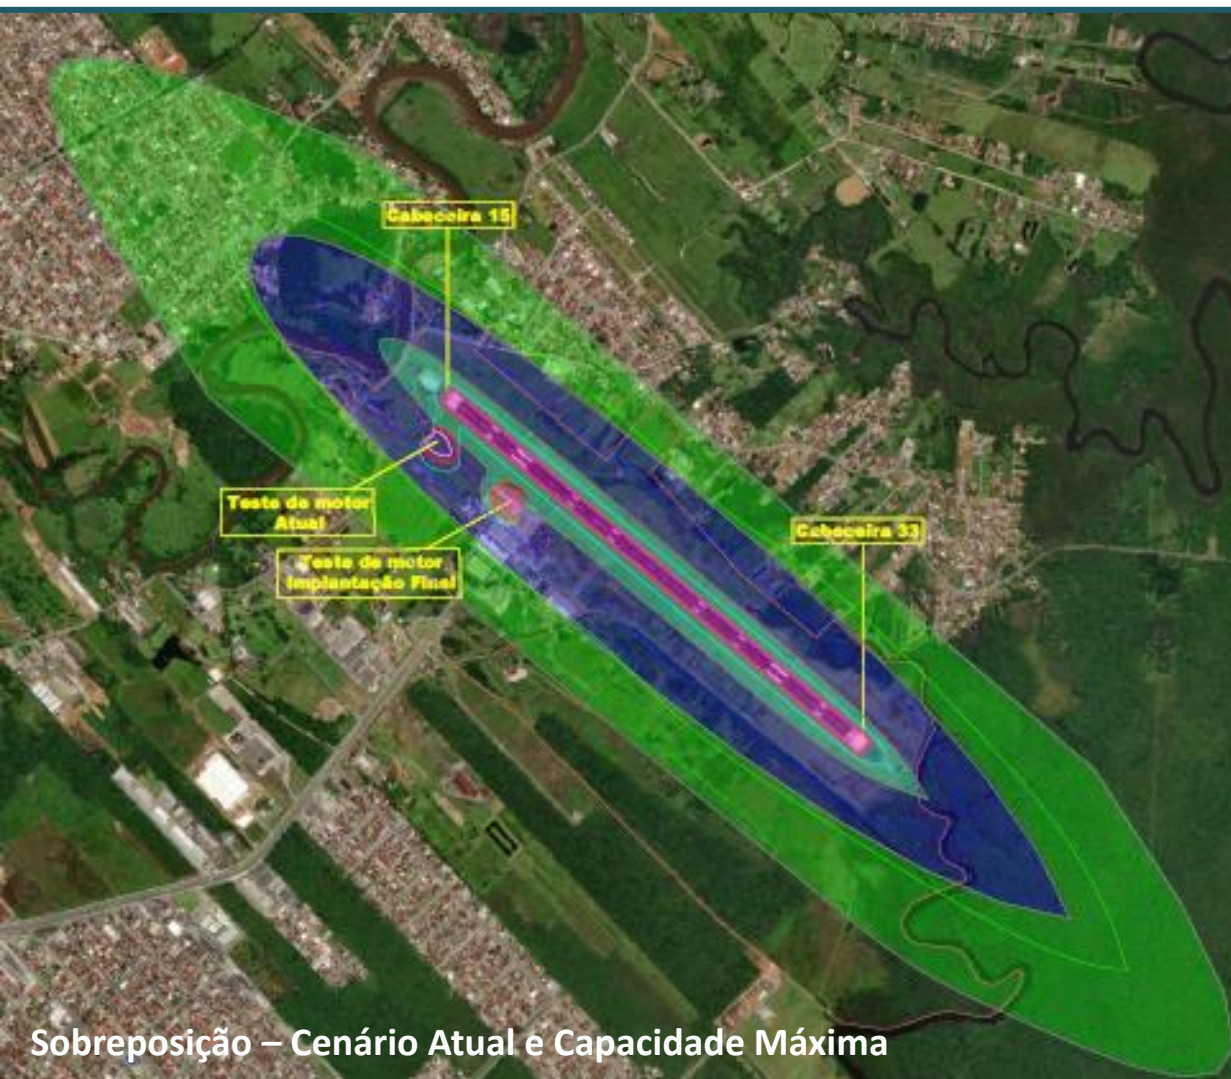 Cabeceira 15
Teste de motor
Atual
Teste de motor
Implantação Final
Cabeceira 33
Sobreposição – Cenário Atual e Capacidade Máxima